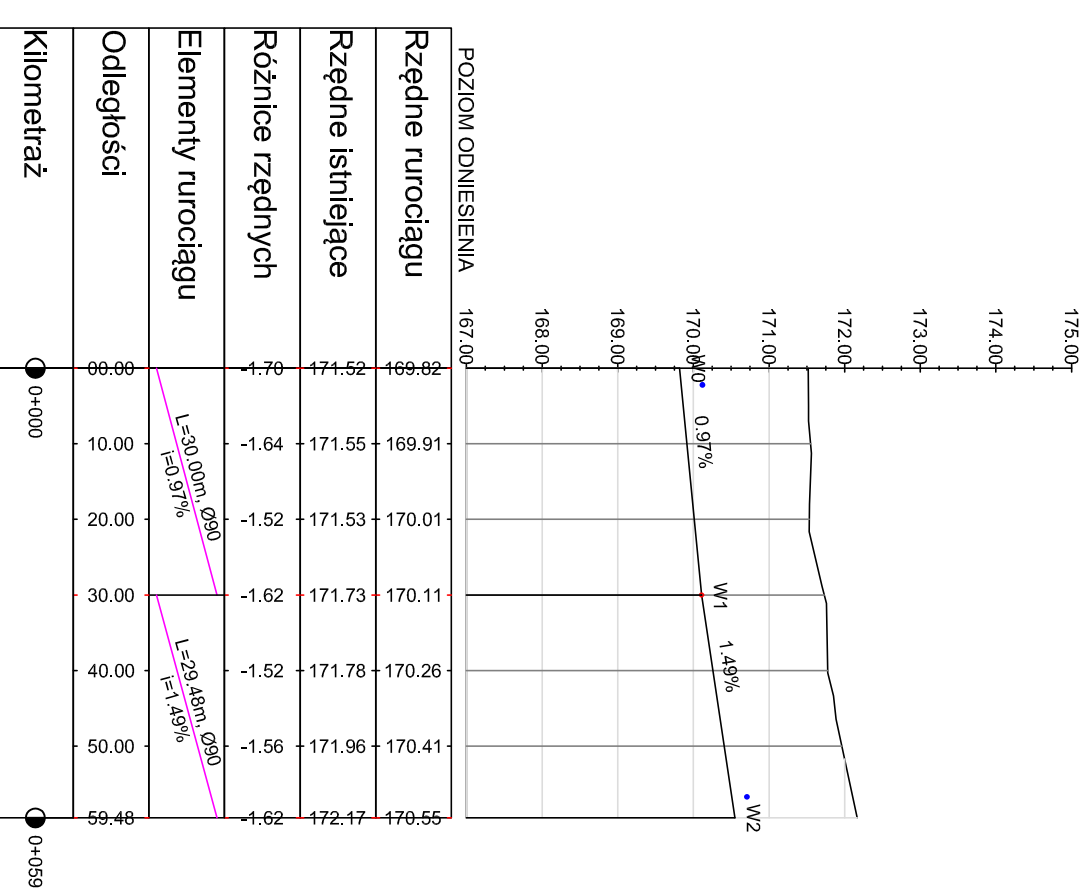 175.00
174.00
173.00
172.00
171.00
170.00
169.00
168.00
167.00
W0
0.97%
W1
1.49%
W2
POZIOM ODNIESIENIA
Rzędne rurociągu 169.82 169.91 170.01 170.11 170.26 170.41 170.55
Rzędne istniejące 171.52 171.55 171.53 171.73 171.78 171.96 172.17
Różnice rzędnych -1.70 -1.64 -1.52 -1.62 -1.52 -1.56 -1.62
Elementy rurociągu
L=30.00m, Ø90
i=0.97%
L=29.48m, Ø90
i=1.49%
Odległości 00.00 10.00 20.00 30.00 40.00 50.00 59.48
Kilometraż 0+000 0+059